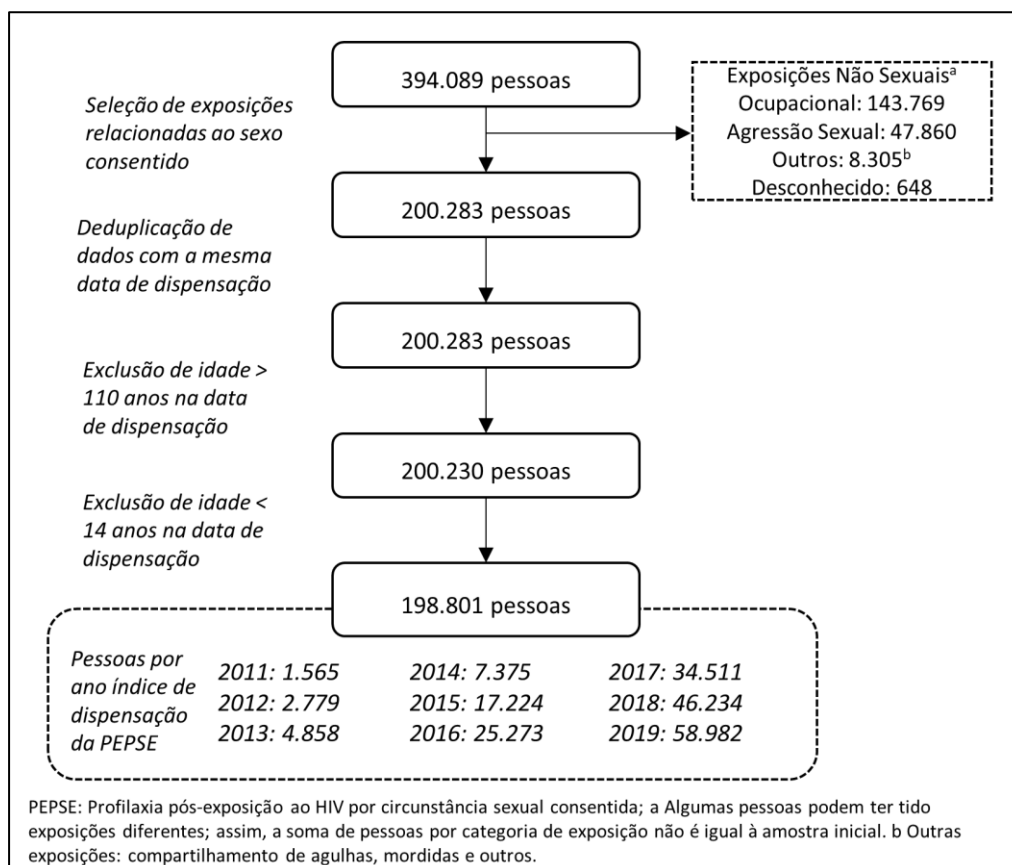 394.089 pessoas
Seleção de exposições
relacionadas ao sexo
consentido
Exposições Não Sexuaisᵃ
Ocupacional: 143.769
Agressão Sexual: 47.860
Outros: 8.305ᵇ
Desconhecido: 648
200.283 pessoas
Deduplicação de
dados com a mesma
data de dispensação
200.283 pessoas
Exclusão de idade >
110 anos na data
de dispensação
200.230 pessoas
Exclusão de idade <
14 anos na data de
dispensação
198.801 pessoas
Pessoas por
ano índice de
dispensação
da PEPSE
2011: 1.565 2014: 7.375 2017: 34.511
2012: 2.779 2015: 17.224 2018: 46.234
2013: 4.858 2016: 25.273 2019: 58.982
PEPSE: Profilaxia pós-exposição ao HIV por circunstância sexual consentida; a Algumas pessoas podem ter tido
exposições diferentes; assim, a soma de pessoas por categoria de exposição não é igual à amostra inicial. b Outras
exposições: compartilhamento de agulhas, mordidas e outros.